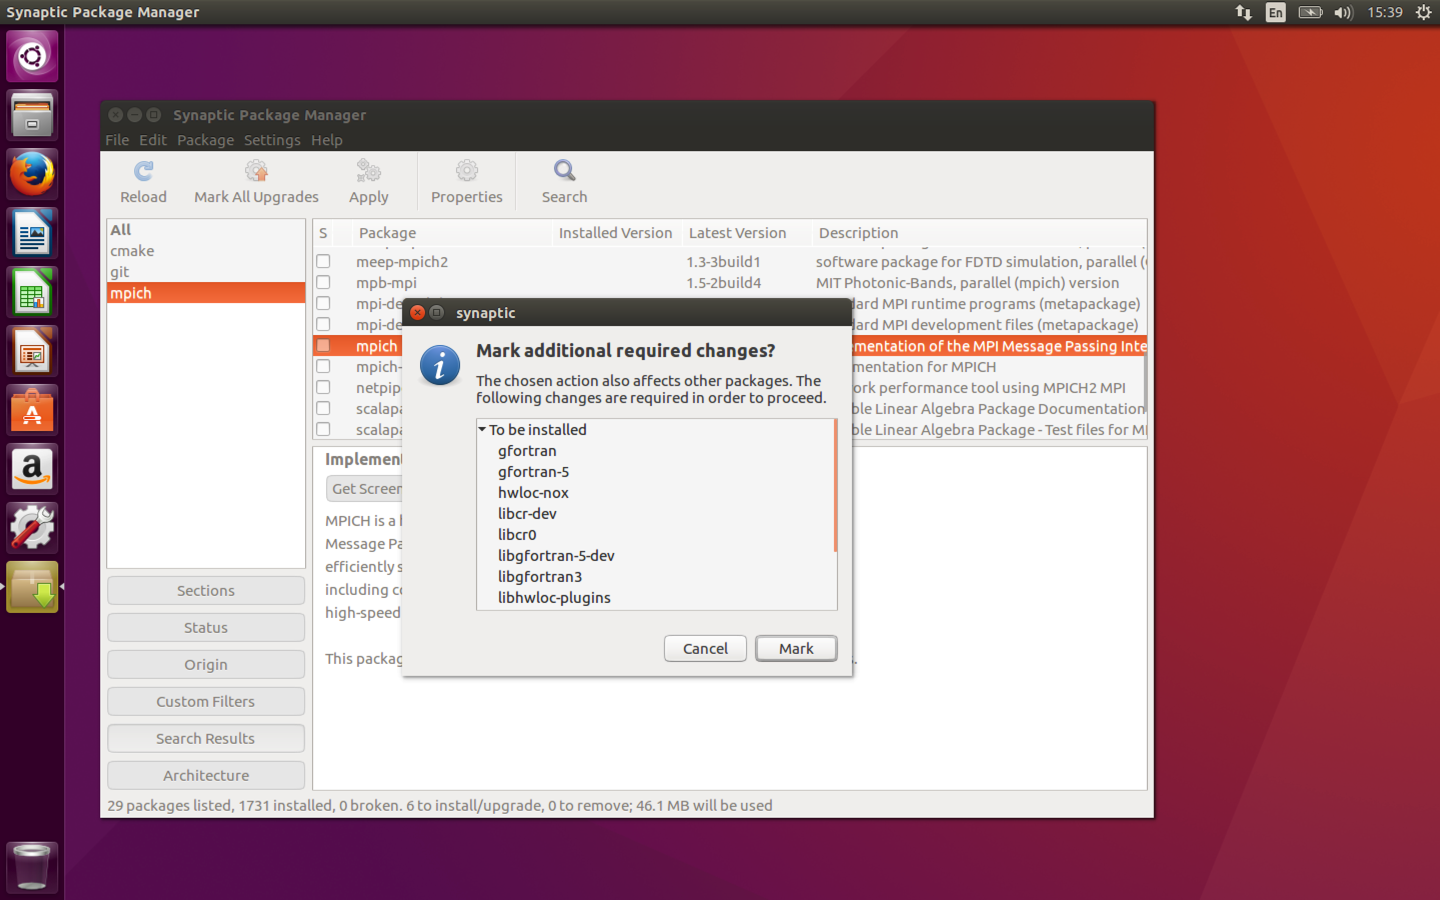 Synaptic Package Manager
En
15:39
Synaptic Package Manager
File Edit Package Settings Help
Reload
Mark All Upgrades
Apply
Properties
Search
All
cmake
git
mpich
Sections
Status
Origin
Custom Filters
Search Results
Architecture
S Package Installed Version Latest Version Description
meep-mpich2 1.3-3build1 software package for FDTD simulation, parallel (
mpb-mpi 1.5-2build4 MIT Photonic-Bands, parallel (mpich) version
mpi-de dard MPI runtime programs (metapackage)
mpi-de dard MPI development files (metapackage)
mpich ementation of the MPI Message Passing Inte
mpich- mentation for MPICH
netpip ork performance tool using MPICH2 MPI
scalapa ble Linear Algebra Package Documentation
scalapa ble Linear Algebra Package - Test files for M
Implement
Get Screen
MPICH is a
Message Pa
efficiently s
including co
high-speed
This packag s.
synaptic
Mark additional required changes?
The chosen action also affects other packages. The
following changes are required in order to proceed.
To be installed
gfortran
gfortran-5
hwloc-nox
libcr-dev
libcr0
libgfortran-5-dev
libgfortran3
libhwloc-plugins
Cancel
Mark
29 packages listed, 1731 installed, 0 broken. 6 to install/upgrade, 0 to remove; 46.1 MB will be used